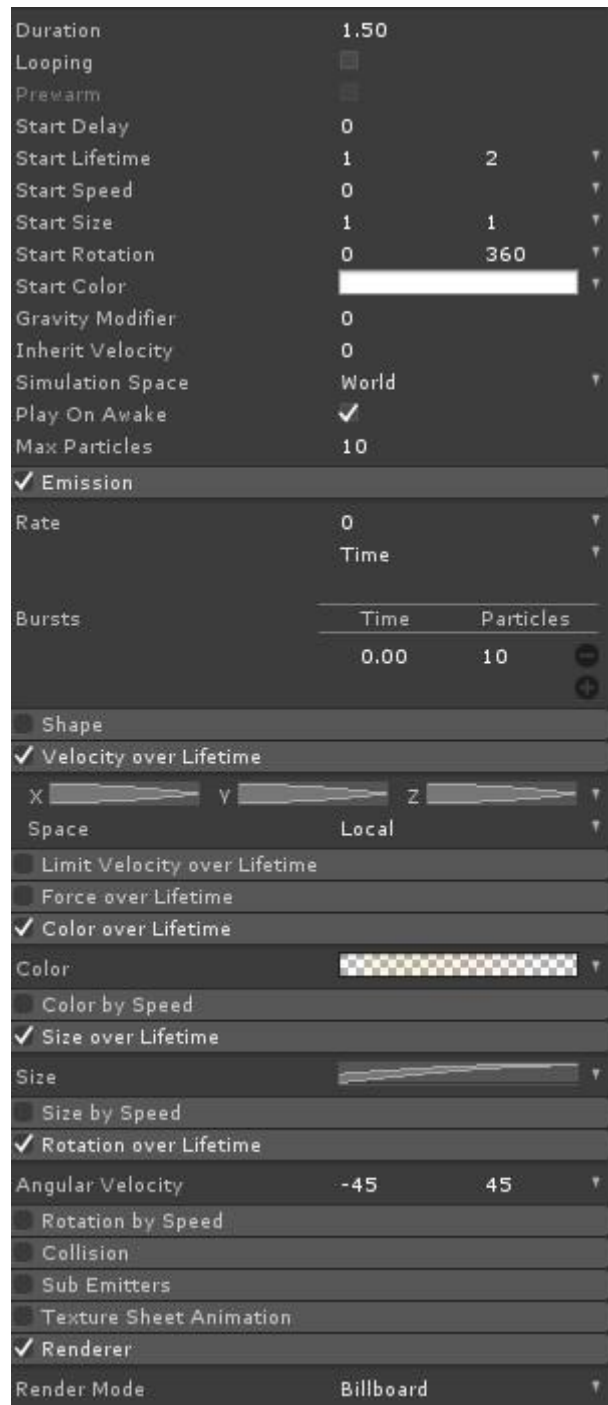 Duration 1.50
Looping
Prewarm
Start Delay 0
Start Lifetime 1 2
Start Speed 0
Start Size 1 1
Start Rotation 0 360
Start Color
Gravity Modifier 0
Inherit Velocity 0
Simulation Space World
Play On Awake
Max Particles 10
Emission
Rate 0
Time
Bursts Time Particles
0.00 10
Shape
Velocity over Lifetime
X Y Z
Space Local
Limit Velocity over Lifetime
Force over Lifetime
Color over Lifetime
Color
Color by Speed
Size over Lifetime
Size
Size by Speed
Rotation over Lifetime
Angular Velocity -45 45
Rotation by Speed
Collision
Sub Emitters
Texture Sheet Animation
Renderer
Render Mode Billboard